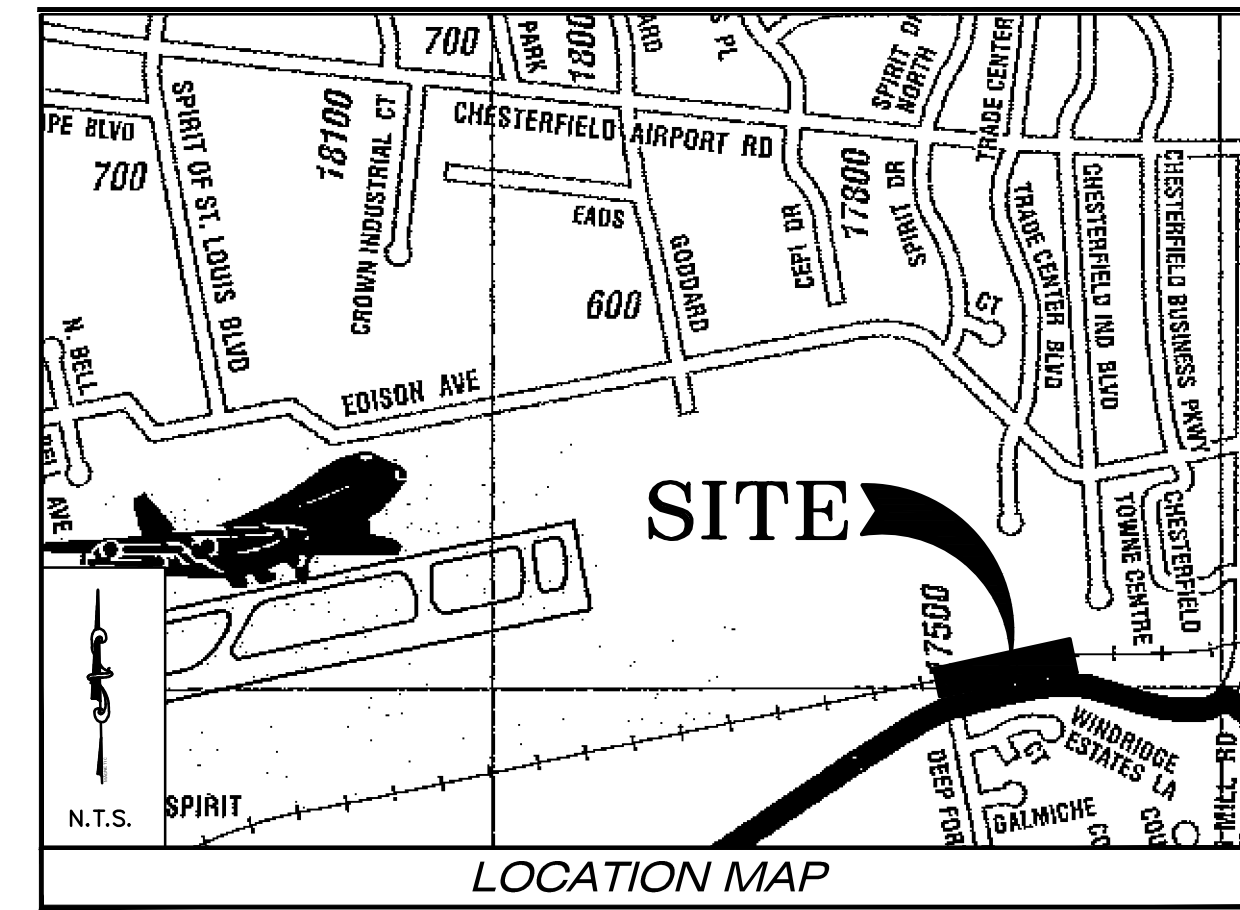 700
PARK
1800
ARD
S PL
SPIRIT DR
NORTH
TRADE CENTER
IPE BLVD
700
SPIRIT OF ST. LOUIS BLVD
18100
CROWN INDUSTRIAL CT
CHESTERFIELD AIRPORT RD
EADS
GODDARD
600
CEPI DR
17800
SPIRIT DR
CT
TRADE CENTER BLVD
CHESTERFIELD IND BLVD
CHESTERFIELD BUSINESS PKWY
N. BELL
BELL AVE
EDISON AVE
SITE
17500
TOWNE CENTRE
CHESTERFIELD
WINDRIDGE
ESTATES LA
CT
DEEP FOR
GALMICHE
CO
COU
MILL RD
SPIRIT
N.T.S.
LOCATION MAP